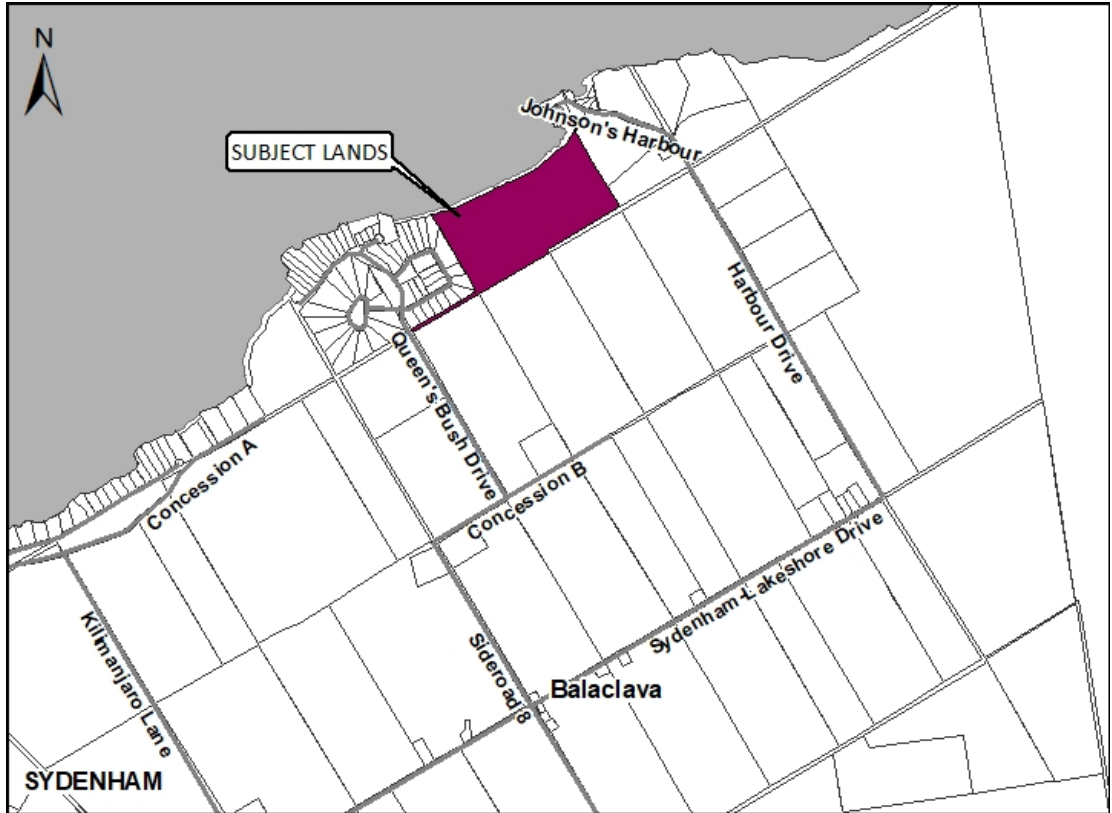 N
Johnson's Harbour
SUBJECT LANDS
Harbour Drive
Queen's Bush Drive
Concession A
Concession B
Sydenham-Lakeshore Drive
Kilimanjaro Lane
Sideroad 8
Balaclava
SYDENHAM